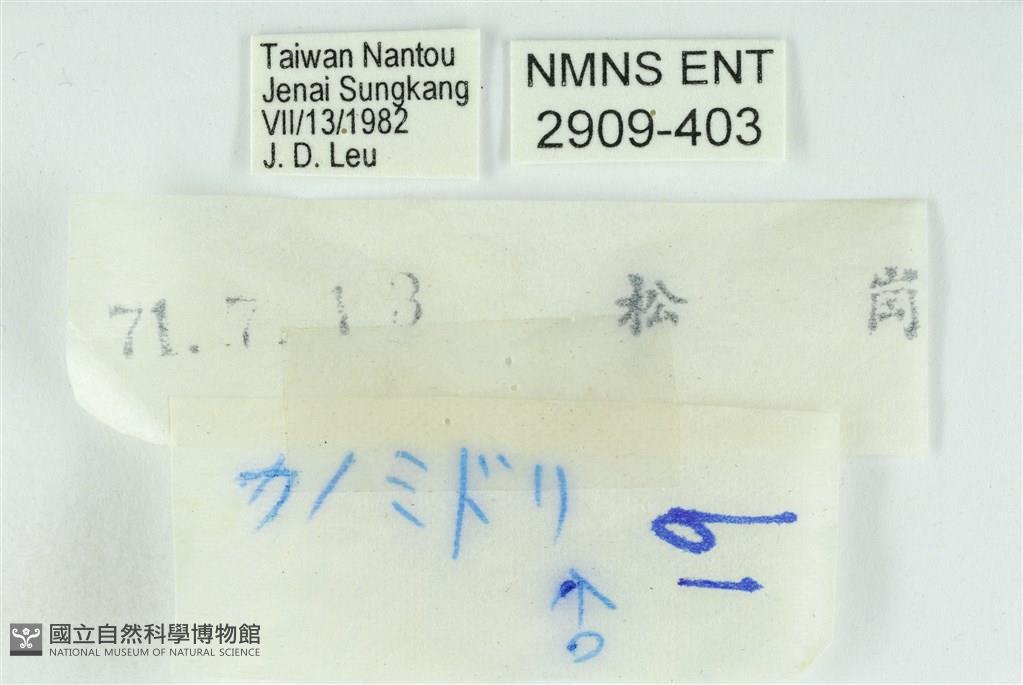 Taiwan Nantou
Jenai Sungkang
VII/13/1982
J. D. Leu
NMNS ENT
2909-403
71.7.13 松崗
カノミドリ
♂
19
國立自然科學博物館
NATIONAL MUSEUM OF NATURAL SCIENCE